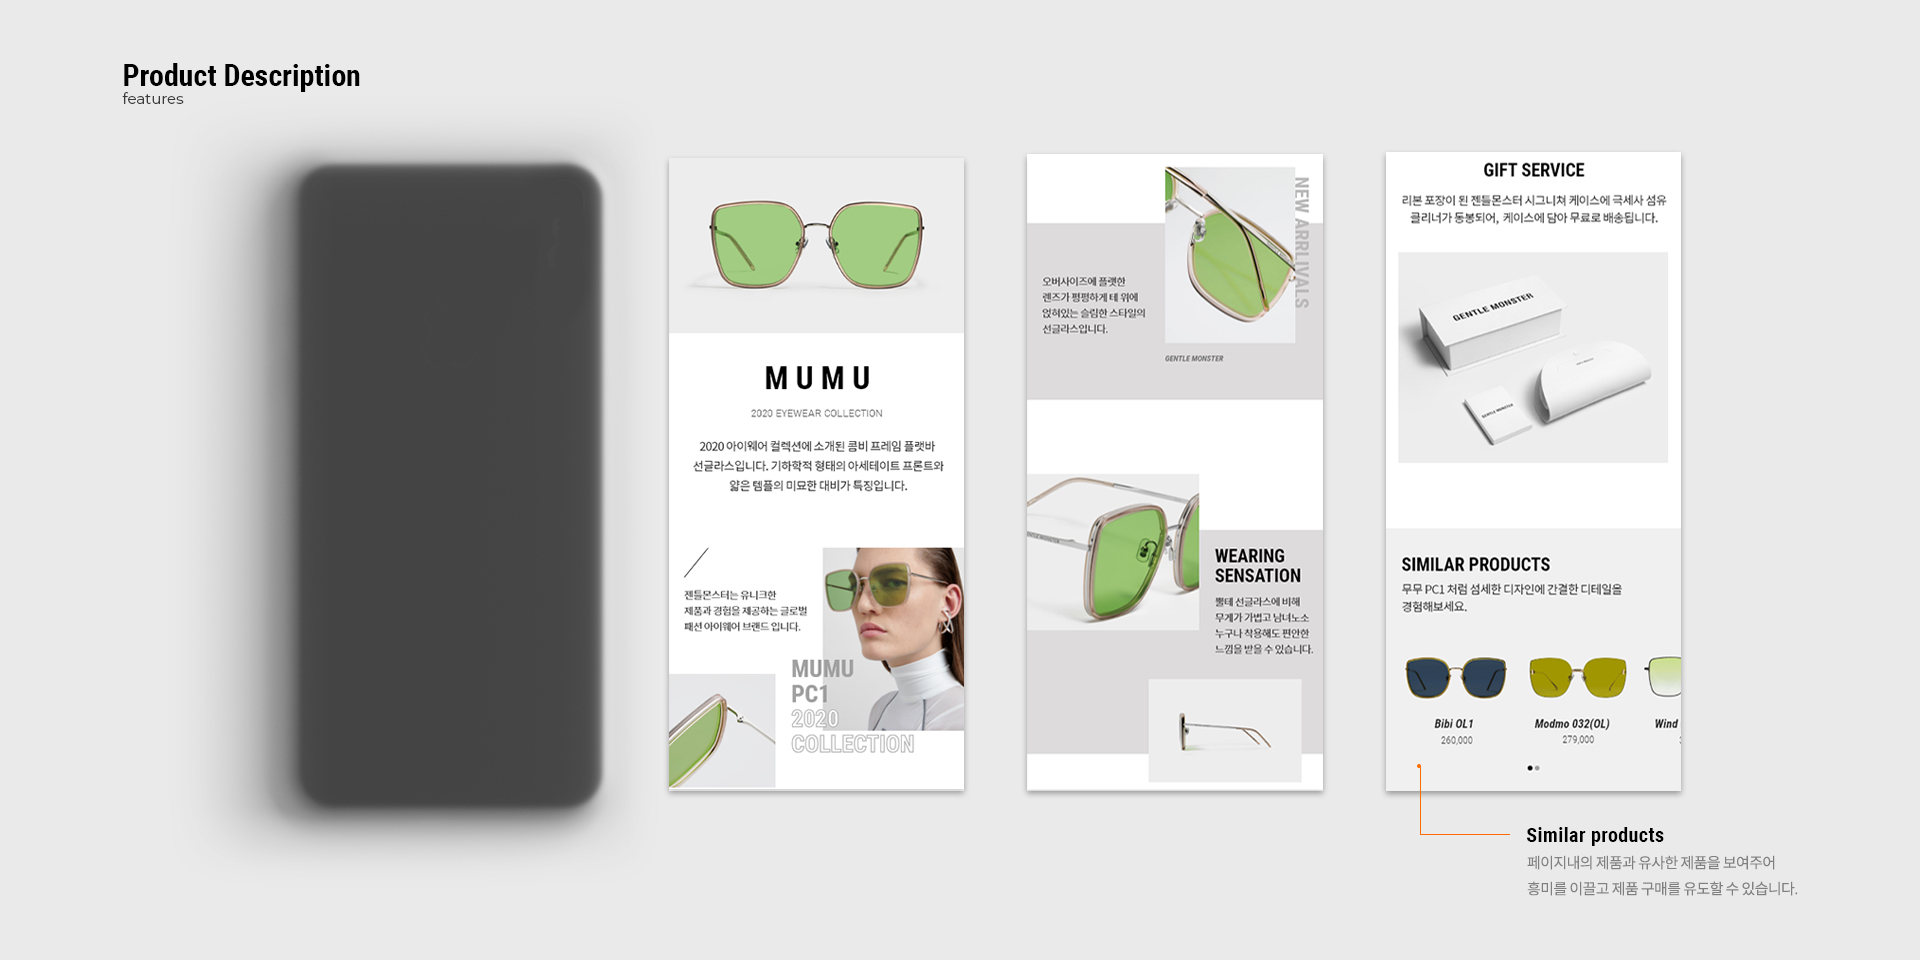 Product Description
features
MUMU
2020 EYEWEAR COLLECTION
2020 아이웨어 컬렉션에 소개된 콤비 프레임 플랫바
선글라스입니다. 기하학적 형태의 아세테이트 프론트와
얇은 템플의 미묘한 대비가 특징입니다.
젠틀몬스터는 유니크한
제품과 경험을 제공하는 글로벌
패션 아이웨어 브랜드 입니다.
MUMU
PC1
2020
COLLECTION
NEW ARRLIVALS
오버사이즈에 플랫한
렌즈가 평평하게 테 위에
얹혀있는 슬림한 스타일의
선글라스입니다.
GENTLE MONSTER
WEARING
SENSATION
뿔테 선글라스에 비해
무게가 가볍고 남녀노소
누구나 착용해도 편안한
느낌을 받을 수 있습니다.
GIFT SERVICE
리본 포장이 된 젠틀몬스터 시그니쳐 케이스에 극세사 섬유
클리너가 동봉되어, 케이스에 담아 무료로 배송됩니다.
GENTLE MONSTER
GENTLE MONSTER
SIMILAR PRODUCTS
무무 PC1 처럼 섬세한 디자인에 간결한 디테일을
경험해보세요.
Bibi OL1
260,000
Modmo 032(OL)
279,000
Wind
Similar products
페이지내의 제품과 유사한 제품을 보여주어
흥미를 이끌고 제품 구매를 유도할 수 있습니다.